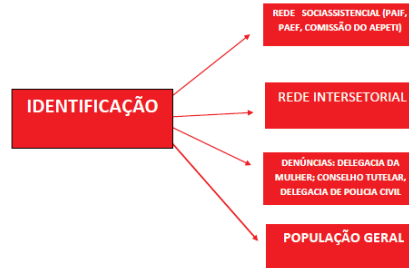 REDE SOCIASSISTENCIAL (PAIF,
PAEF, COMISSÃO DO AEPETI)
IDENTIFICAÇÃO
REDE INTERSETORIAL
DENÚNCIAS: DELEGACIA DA
MULHER; CONSELHO TUTELAR,
DELEGACIA DE POLICIA CIVIL
POPULAÇÃO GERAL